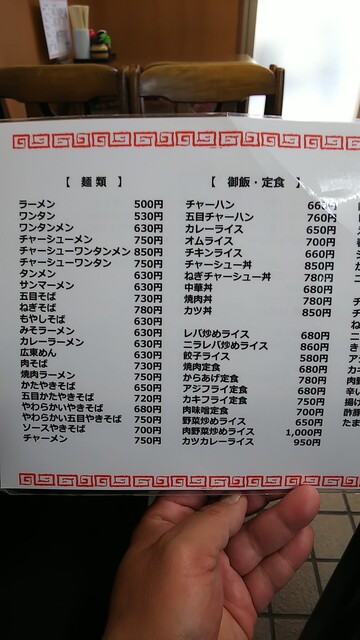 【 麺 類 】
ラーメン 500円
ワンタン 530円
ワンタンメン 630円
チャーシューメン 750円
チャーシューワンタンメン 850円
チャーシューワンタン 750円
タンメン 630円
サンマーメン 630円
五目そば 730円
ねぎそば 780円
もやしそば 630円
みそラーメン 630円
カレーラーメン 630円
広東めん 630円
肉そば 730円
焼肉ラーメン 750円
かたやきそば 650円
五目かたやきそば 720円
やわらかいやきそば 680円
やわらかい五目やきそば 750円
ソースやきそば 700円
チャーメン 750円
【 御飯・定食 】
チャーハン 660円
五目チャーハン 760円
カレーライス 650円
オムライス 700円
チキンライス 660円
チャーシュー丼 850円
ねぎチャーシュー丼 780円
中華丼 680円
焼肉丼 780円
カツ丼 850円
レバ炒めライス 680円
ニラレバ炒めライス 860円
餃子ライス 580円
焼肉定食 680円
からあげ定食 780円
アジフライ定食 680円
カキフライ定食 750円
肉味噌定食 700円
野菜炒めライス 650円
肉野菜炒めライス 1,000円
カツカレーライス 950円